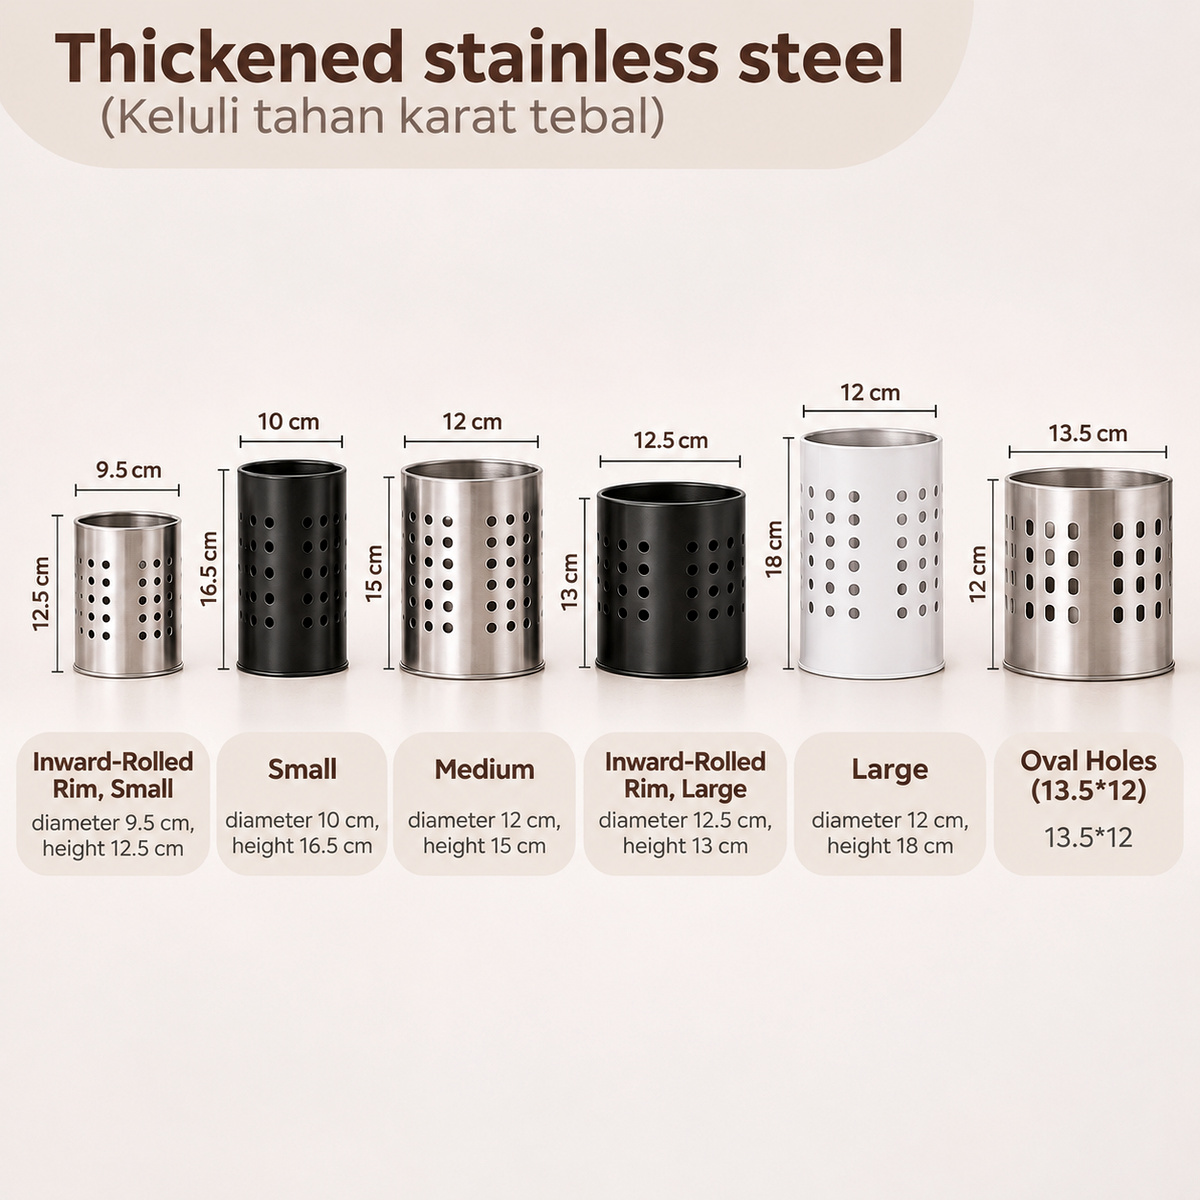 Thickened stainless steel
(Keluli tahan karat tebal)
9.5 cm
12.5 cm
10 cm
16.5 cm
12 cm
15 cm
12.5 cm
13 cm
12 cm
18 cm
13.5 cm
12 cm
Inward-Rolled
Rim, Small
diameter 9.5 cm,
height 12.5 cm
Small
diameter 10 cm,
height 16.5 cm
Medium
diameter 12 cm,
height 15 cm
Inward-Rolled
Rim, Large
diameter 12.5 cm,
height 13 cm
Large
diameter 12 cm,
height 18 cm
Oval Holes
(13.5*12)
13.5*12